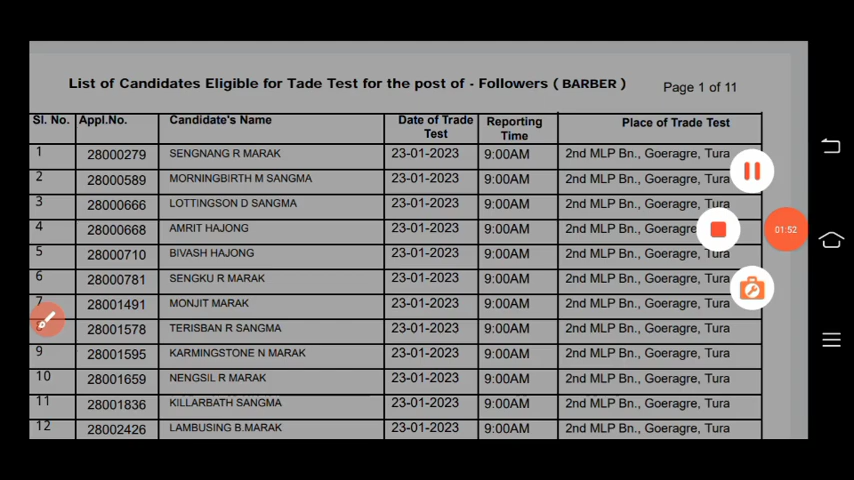 List of Candidates Eligible for Tade Test for the post of - Followers ( BARBER )
Page 1 of 11
Sl. No. Appl.No. Candidate's Name Date of Trade Test Reporting Time Place of Trade Test
1 28000279 SENGNANG R MARAK 23-01-2023 9:00AM 2nd MLP Bn., Goeragre, Tura
2 28000589 MORNINGBIRTH M SANGMA 23-01-2023 9:00AM 2nd MLP Bn., Goeragre, Tura
3 28000666 LOTTINGSON D SANGMA 23-01-2023 9:00AM 2nd MLP Bn., Goeragre, Tura
4 28000668 AMRIT HAJONG 23-01-2023 9:00AM 2nd MLP Bn., Goeragre
01:52
5 28000710 BIVASH HAJONG 23-01-2023 9:00AM 2nd MLP Bn., Goeragre, Tura
6 28000781 SENGKU R MARAK 23-01-2023 9:00AM 2nd MLP Bn., Goeragre, Tura
7 28001491 MONJIT MARAK 23-01-2023 9:00AM 2nd MLP Bn., Goeragre, Tura
28001578 TERISBAN R SANGMA 23-01-2023 9:00AM 2nd MLP Bn., Goeragre, Tura
9 28001595 KARMINGSTONE N MARAK 23-01-2023 9:00AM 2nd MLP Bn., Goeragre, Tura
10 28001659 NENGSIL R MARAK 23-01-2023 9:00AM 2nd MLP Bn., Goeragre, Tura
11 28001836 KILLARBATH SANGMA 23-01-2023 9:00AM 2nd MLP Bn., Goeragre, Tura
12 28002426 LAMBUSING B.MARAK 23-01-2023 9:00AM 2nd MLP Bn., Goeragre, Tura